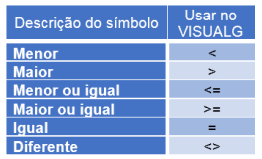 Descrição do símbolo
Usar no
VISUALG
Menor <
Maior >
Menor ou igual <=
Maior ou igual >=
Igual =
Diferente <>